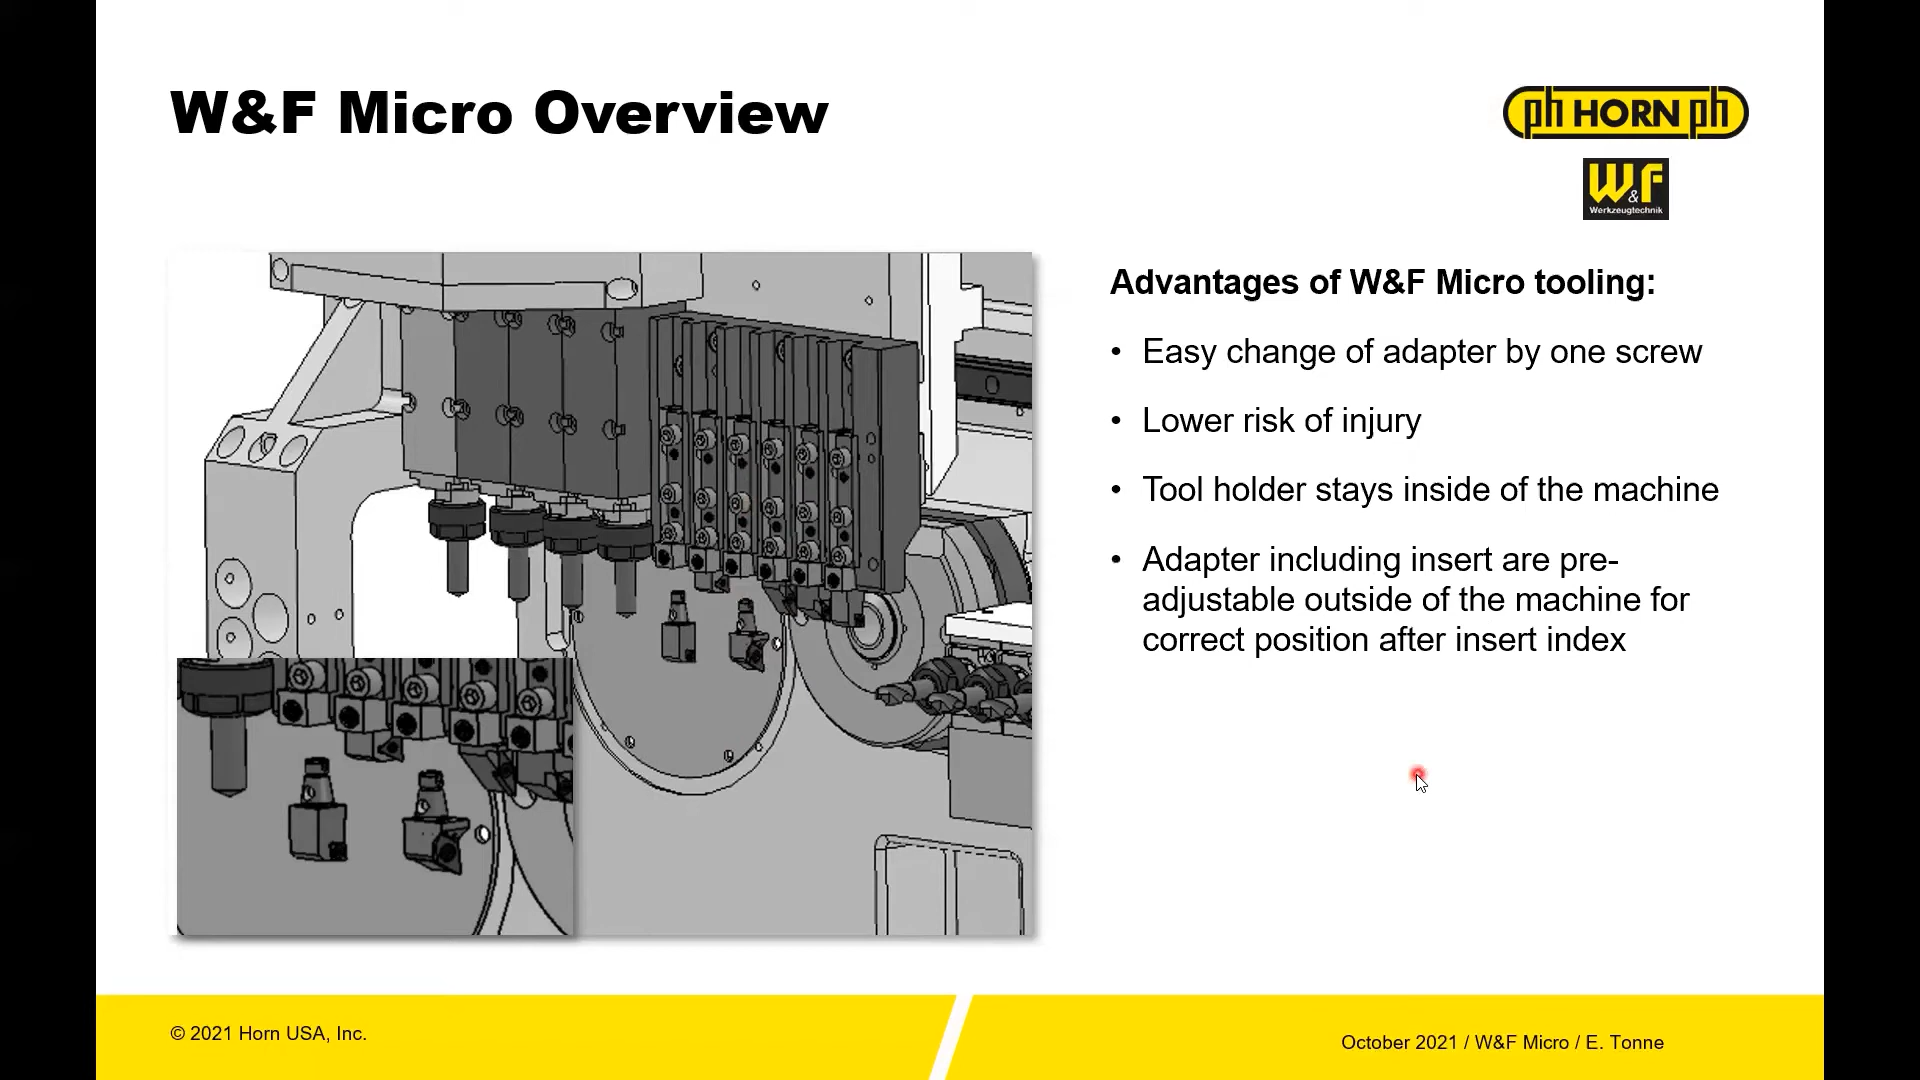 W&F Micro Overview
ph HORN ph
W&F
Werkzeugtechnik
Advantages of W&F Micro tooling:
• Easy change of adapter by one screw
• Lower risk of injury
• Tool holder stays inside of the machine
• Adapter including insert are pre-
adjustable outside of the machine for
correct position after insert index
© 2021 Horn USA, Inc.
October 2021 / W&F Micro / E. Tonne